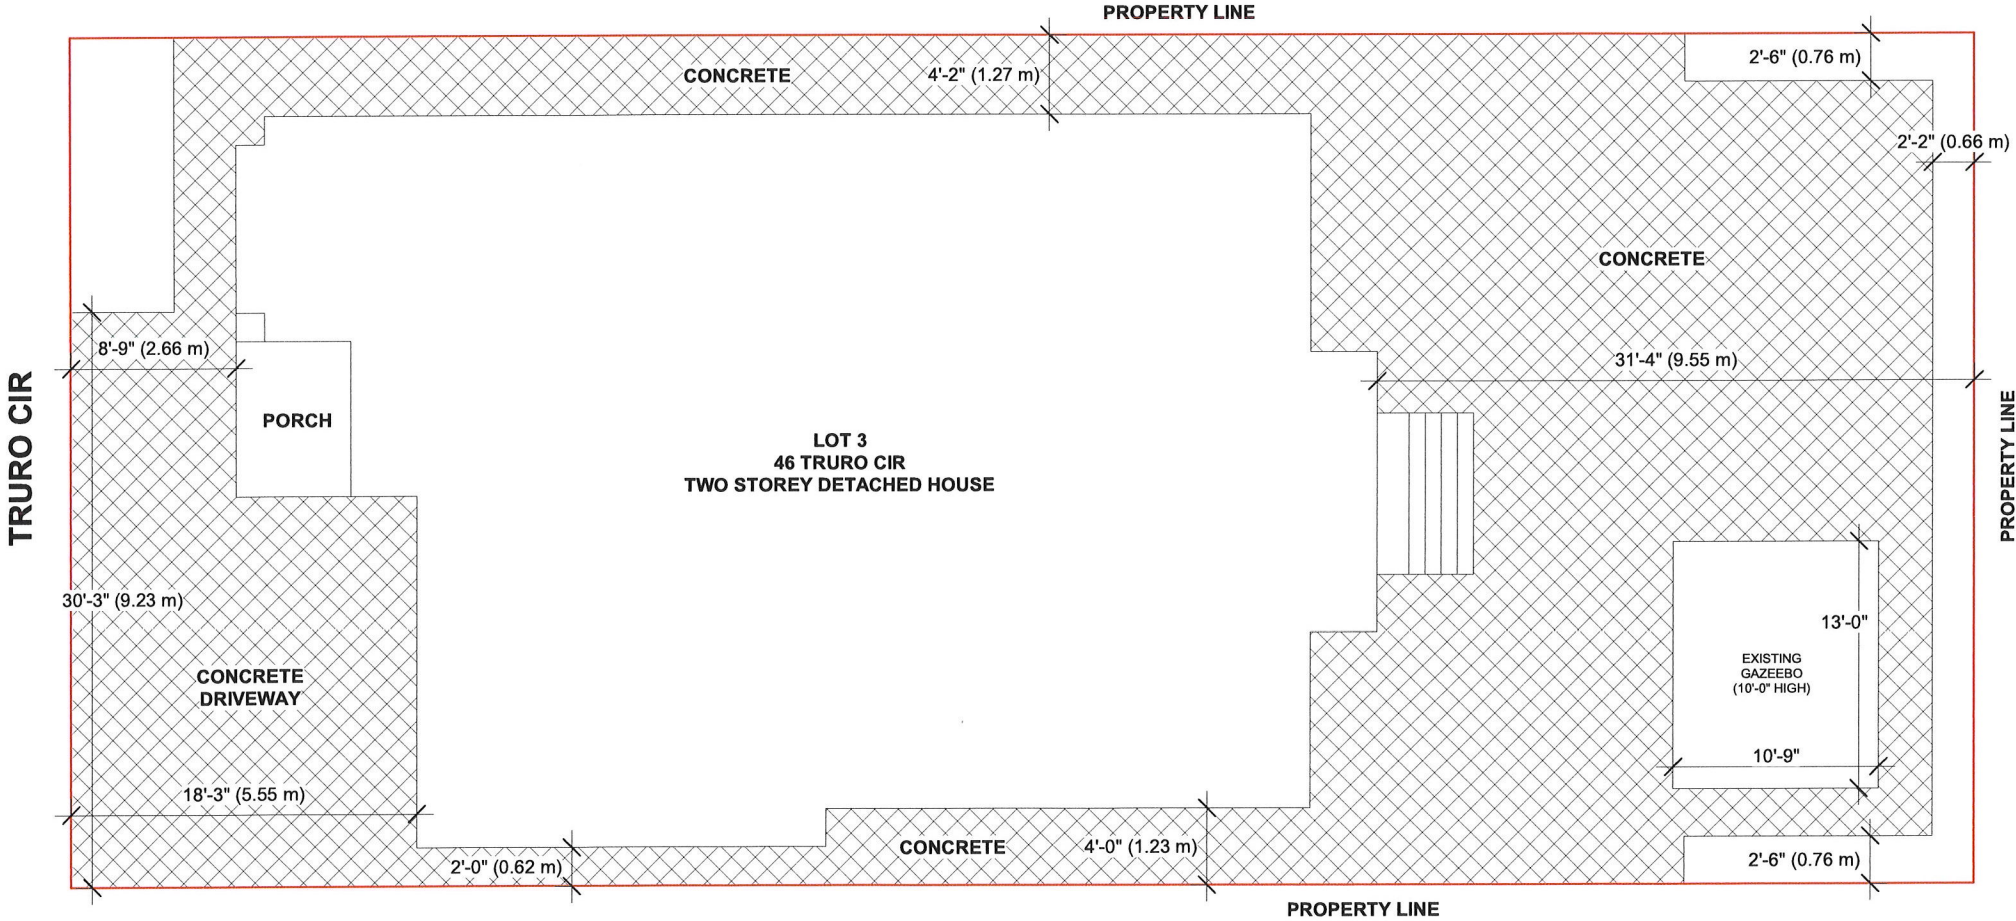 PROPERTY LINE
2'-6" (0.76 m)
CONCRETE
4'-2" (1.27 m)
2'-2" (0.66 m)
CONCRETE
8'-9" (2.66 m)
31'-4" (9.55 m)
TRURO CIR
PORCH
PROPERTY LINE
LOT 3
46 TRURO CIR
TWO STOREY DETACHED HOUSE
30'-3" (9.23 m)
13'-0"
EXISTING
GAZEEBO
(10'-0" HIGH)
CONCRETE
DRIVEWAY
10'-9"
18'-3" (5.55 m)
CONCRETE
4'-0" (1.23 m)
2'-0" (0.62 m)
2'-6" (0.76 m)
PROPERTY LINE